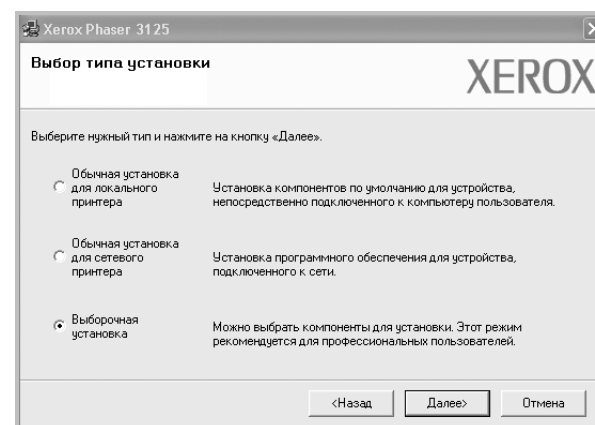 Xerox Phaser 3125
Выбор типа установки
XEROX
Выберите нужный тип и нажмите на кнопку «Далее».
Обычная установка
для локального
принтера
Установка компонентов по умолчанию для устройства,
непосредственно подключенного к компьютеру пользователя.
Обычная установка
для сетевого
принтера
Установка программного обеспечения для устройства,
подключенного к сети.
Выборочная
установка
Можно выбрать компоненты для установки. Этот режим
рекомендуется для профессиональных пользователей.
<Назад
Далее>
Отмена